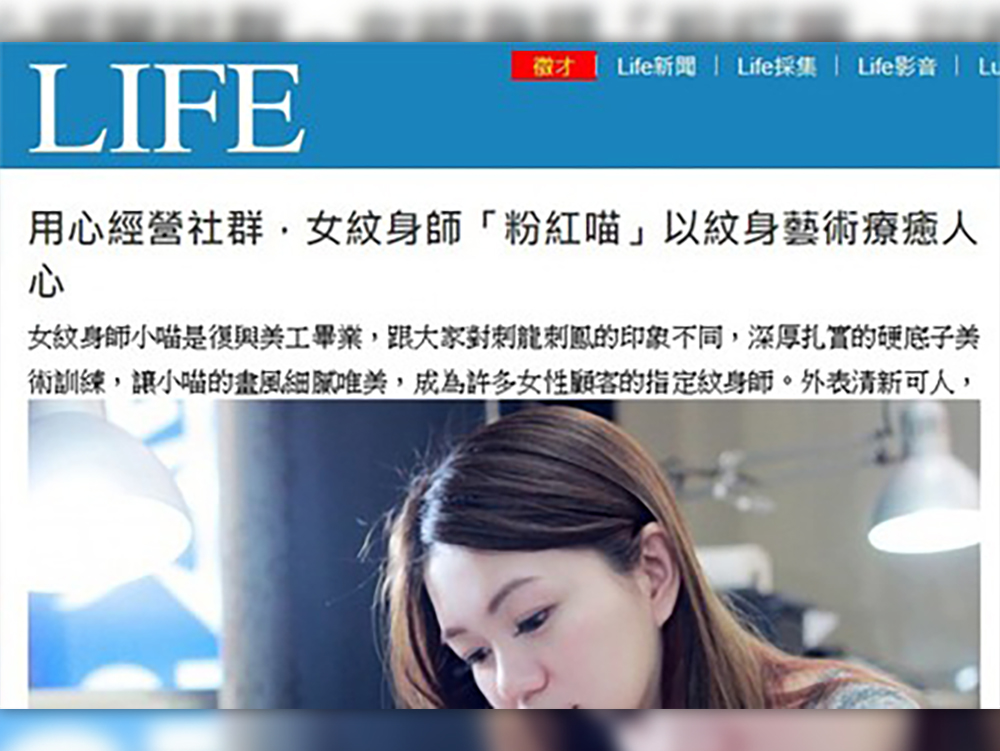 LIFE
徵才 | Life新聞 | Life採集 | Life影音 |
用心經營社群．女紋身師「粉紅喵」以紋身藝術療癒人
心
女紋身師小喵是復興美工畢業，跟大家對刺龍刺鳳的印象不同，深厚扎實的硬底子美
術訓練，讓小喵的畫風細膩唯美，成為許多女性顧客的指定紋身師。外表清新可人，